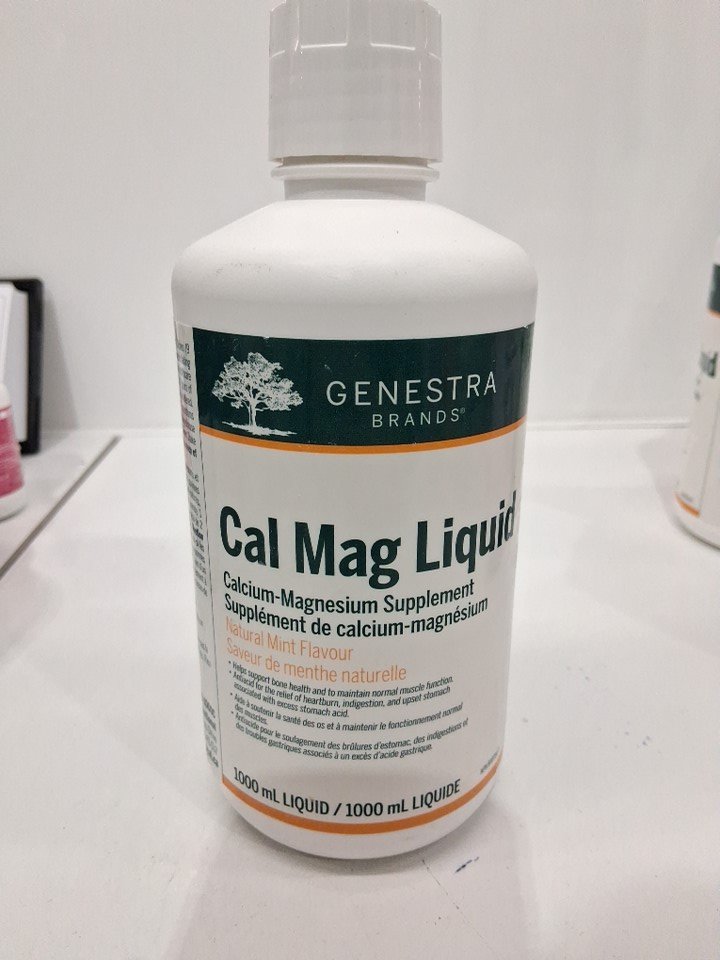 GENESTRA
BRANDS®
Cal Mag Liquid
Calcium-Magnesium Supplement
Supplément de calcium-magnésium
Natural Mint Flavour
Saveur de menthe naturelle
• Helps support bone health and to maintain normal muscle function.
• Antiacid for the relief of heartburn, indigestion, and upset stomach
associated with excess stomach acid.
• Aide à soutenir la santé des os et à maintenir le fonctionnement normal
des muscles.
• Antiacide pour le soulagement des brûlures d'estomac, des indigestions et
des troubles gastriques associés à un excès d'acide gastrique.
1000 mL LIQUID / 1000 mL LIQUIDE